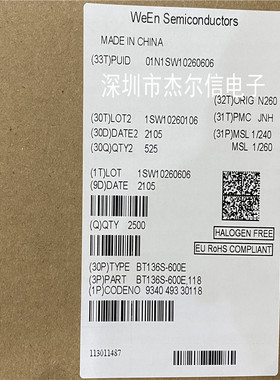 WeEn Semiconductors
MADE IN CHINA
(33T)PUID 01N1SW10260606
深圳市杰尔信电子
(32T)ORIG N260
(30T)LOT2 1SW10260106
(31T)PMC JNH
(30D)DATE2 2105
(31P)MSL 1/240
(30Q)QTY2 525
MSL 1/260
(1T)LOT 1SW10260606
(9D)DATE 2105
HALOGEN FREE
(Q)QTY 2500
EU RoHS COMPLIANT
(30P)TYPE BT136S-600E
(3P)PART BT136S-600E,118
(1P)CODENO 9340 493 30118
113011487